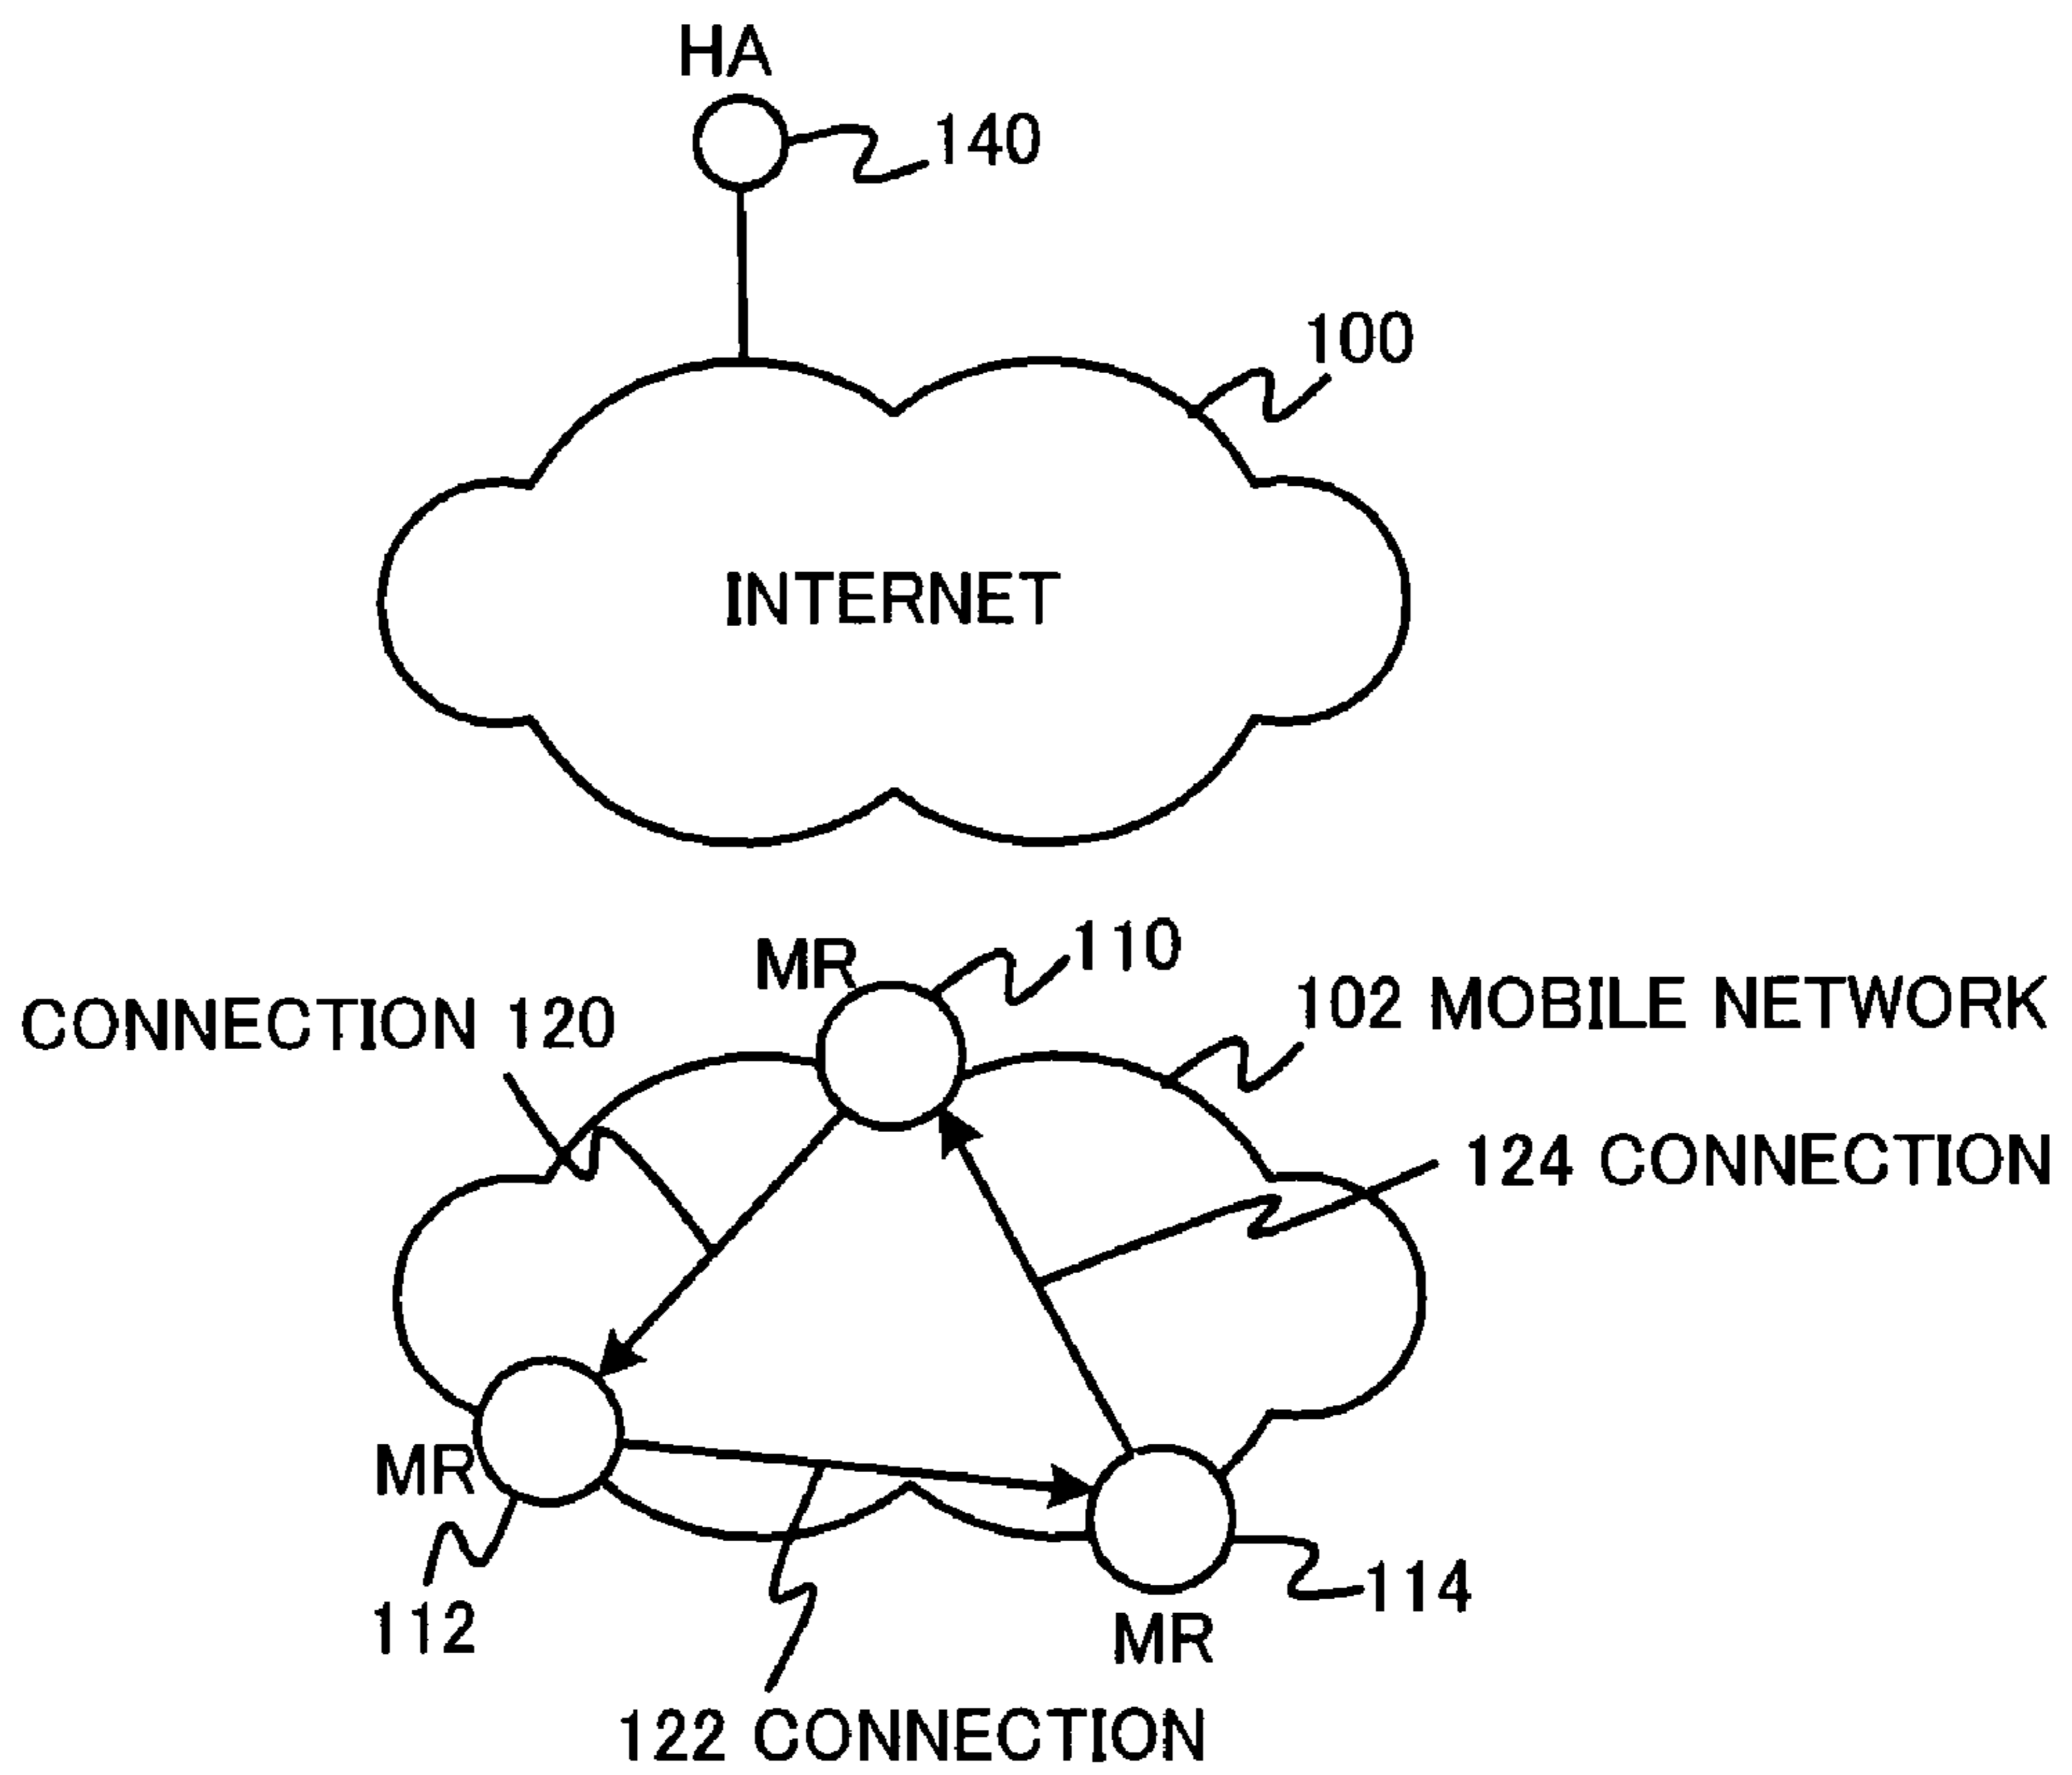 HA
140
100
INTERNET
MR
110
CONNECTION 120
102 MOBILE NETWORK
124 CONNECTION
MR
112
114
MR
122 CONNECTION